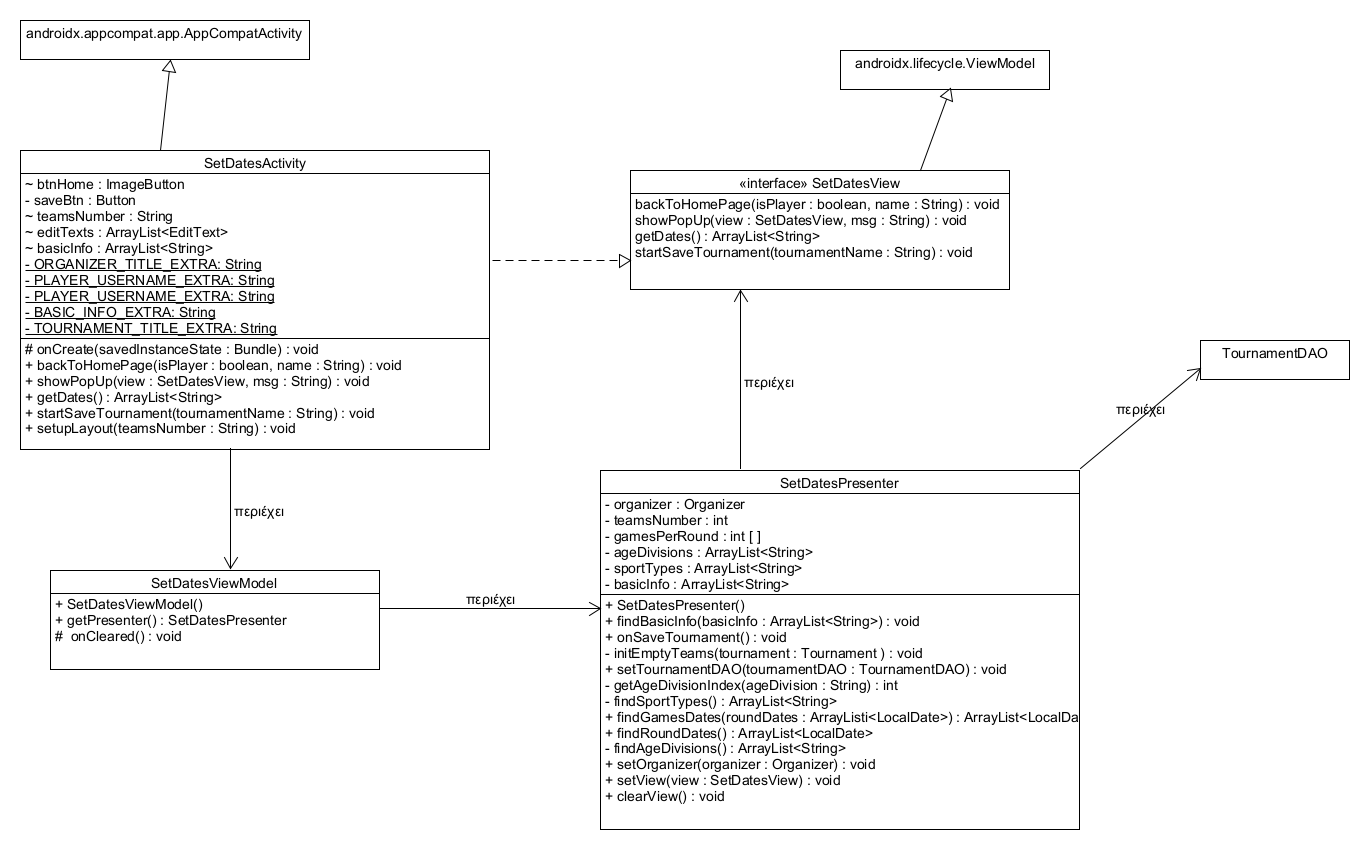 androidx.appcompat.app.AppCompatActivity
androidx.lifecycle.ViewModel
SetDatesActivity
~ btnHome : ImageButton
- saveBtn : Button
~ teamsNumber : String
~ editTexts : ArrayList<EditText>
~ basicInfo : ArrayList<String>
- ORGANIZER_TITLE_EXTRA: String
- PLAYER_USERNAME_EXTRA: String
- PLAYER_USERNAME_EXTRA: String
- BASIC_INFO_EXTRA: String
- TOURNAMENT_TITLE_EXTRA: String
# onCreate(savedInstanceState : Bundle) : void
+ backToHomePage(isPlayer : boolean, name : String) : void
+ showPopUp(view : SetDatesView, msg : String) : void
+ getDates() : ArrayList<String>
+ startSaveTournament(tournamentName : String) : void
+ setupLayout(teamsNumber : String) : void
«interface» SetDatesView
backToHomePage(isPlayer : boolean, name : String) : void
showPopUp(view : SetDatesView, msg : String) : void
getDates() : ArrayList<String>
startSaveTournament(tournamentName : String) : void
TournamentDAO
περιέχει
περιέχει
περιέχει
SetDatesViewModel
+ SetDatesViewModel()
+ getPresenter() : SetDatesPresenter
# onCleared() : void
περιέχει
SetDatesPresenter
- organizer : Organizer
- teamsNumber : int
- gamesPerRound : int [ ]
- ageDivisions : ArrayList<String>
- sportTypes : ArrayList<String>
- basicInfo : ArrayList<String>
+ SetDatesPresenter()
+ findBasicInfo(basicInfo : ArrayList<String>) : void
+ onSaveTournament() : void
- initEmptyTeams(tournament : Tournament ) : void
+ setTournamentDAO(tournamentDAO : TournamentDAO) : void
- getAgeDivisionIndex(ageDivision : String) : int
- findSportTypes() : ArrayList<String>
+ findGamesDates(roundDates : ArrayListi<LocalDate>) : ArrayList<LocalDa
+ findRoundDates() : ArrayList<LocalDate>
- findAgeDivisions() : ArrayList<String>
+ setOrganizer(organizer : Organizer) : void
+ setView(view : SetDatesView) : void
+ clearView() : void